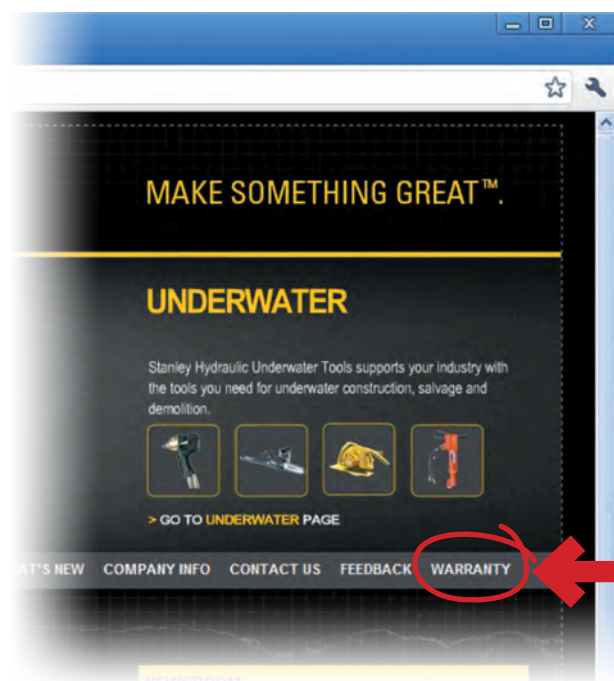 MAKE SOMETHING GREAT™.
UNDERWATER
Stanley Hydraulic Underwater Tools supports your industry with
the tools you need for underwater construction, salvage and
demolition.
> GO TO UNDERWATER PAGE
NEW COMPANY INFO CONTACT US FEEDBACK WARRANTY